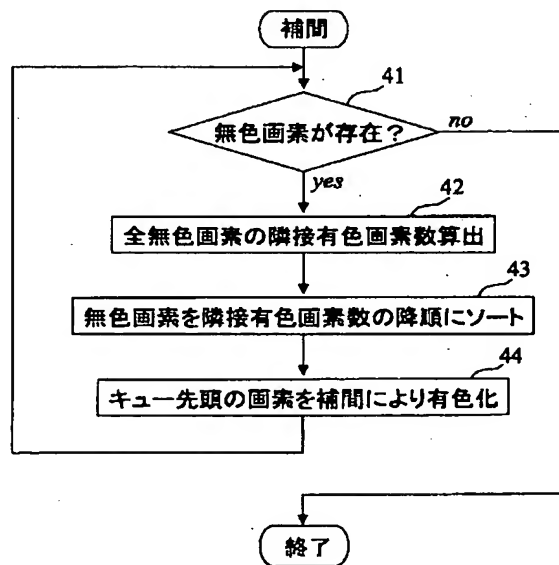 補間
41
無色画素が存在？
no
yes
42
全無色画素の隣接有色画素数算出
43
無色画素を隣接有色画素数の降順にソート
44
キュー先頭の画素を補間により有色化
終了